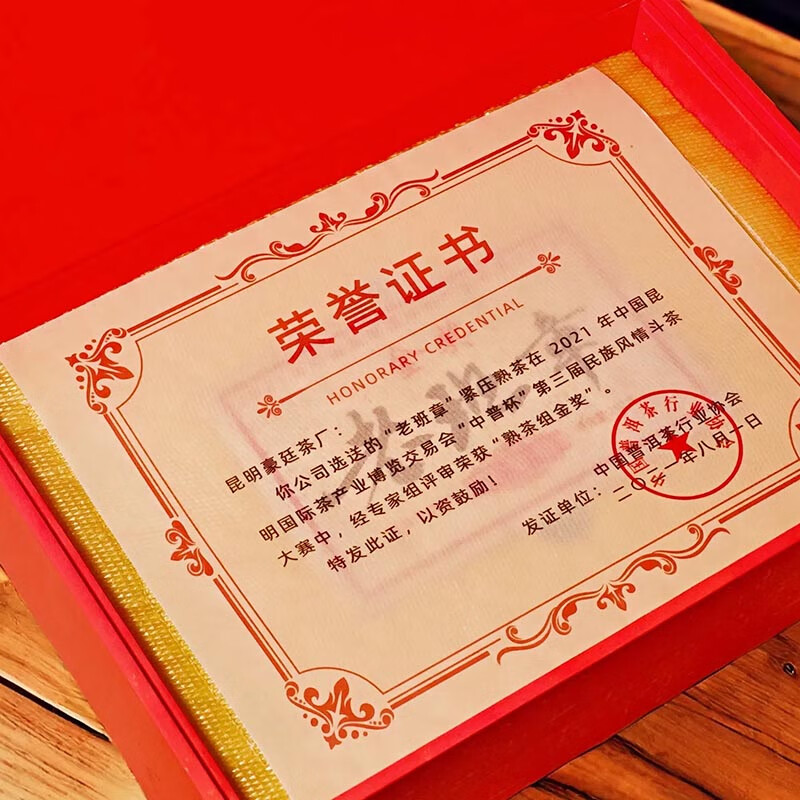 荣誉证书
HONORARY CREDENTIAL
昆明豪廷茶厂：
你公司选送的“老班章”紧压熟茶在 2021 年中国昆
明国际茶产业博览交易会“中普杯”第三届民族风情斗茶
大赛中，经专家组评审荣获“熟茶组金奖”。
特发此证，以资鼓励！
发证单位：中国普洱茶行业协会
二〇二一年八月一日
老班章